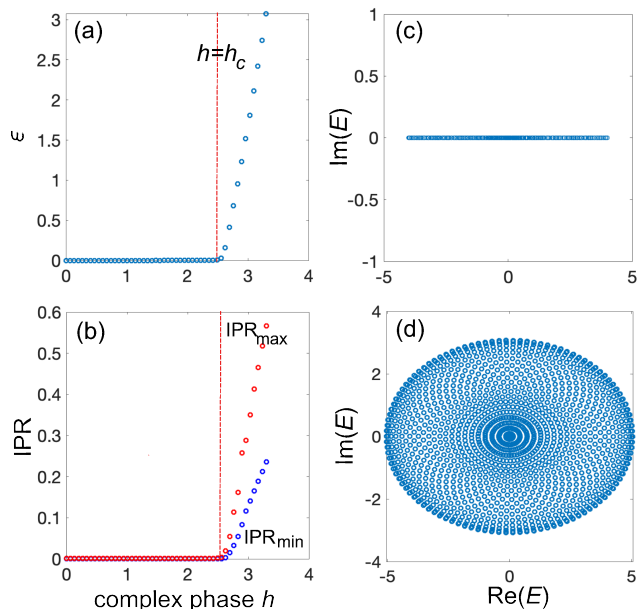 (a)
h=h_c
ε
3
2.5
2
1.5
1
0.5
0
0 1 2 3 4
(c)
Im(E)
1
0.5
0
-0.5
-1
-5 0 5
(b)
IPR_max
IPR_min
IPR
0.6
0.5
0.4
0.3
0.2
0.1
0
0 1 2 3 4
complex phase h
(d)
Im(E)
4
2
0
-2
-4
-5 0 5
Re(E)